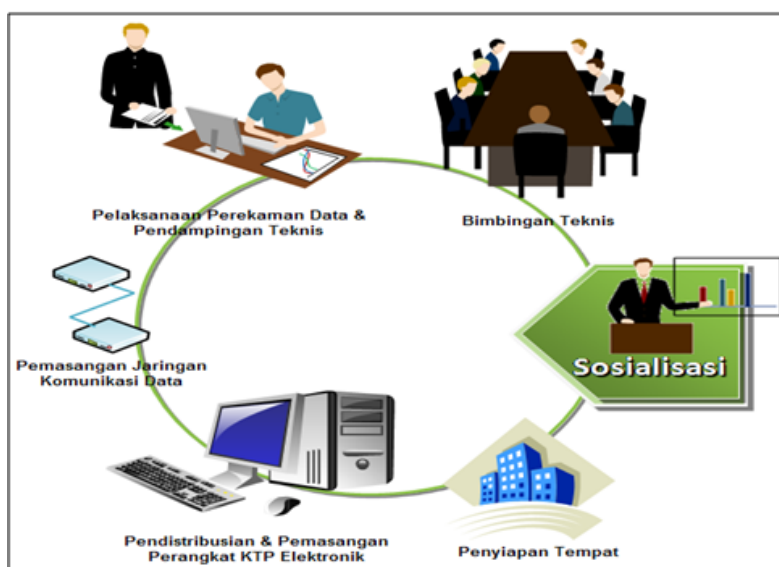 Pelaksanaan Perekaman Data &
Pendampingan Teknis
Bimbingan Teknis
Pemasangan Jaringan
Komunikasi Data
Sosialisasi
Pendistribusian & Pemasangan
Perangkat KTP Elektronik
Penyiapan Tempat